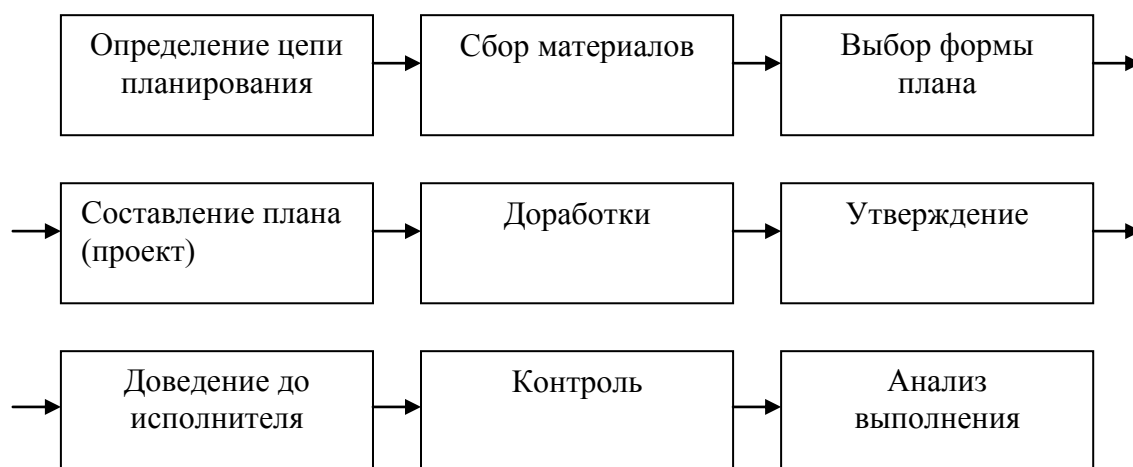 Определение цепи
планирования
Сбор материалов
Выбор формы
плана
Составление плана
(проект)
Доработки
Утверждение
Доведение до
исполнителя
Контроль
Анализ
выполнения